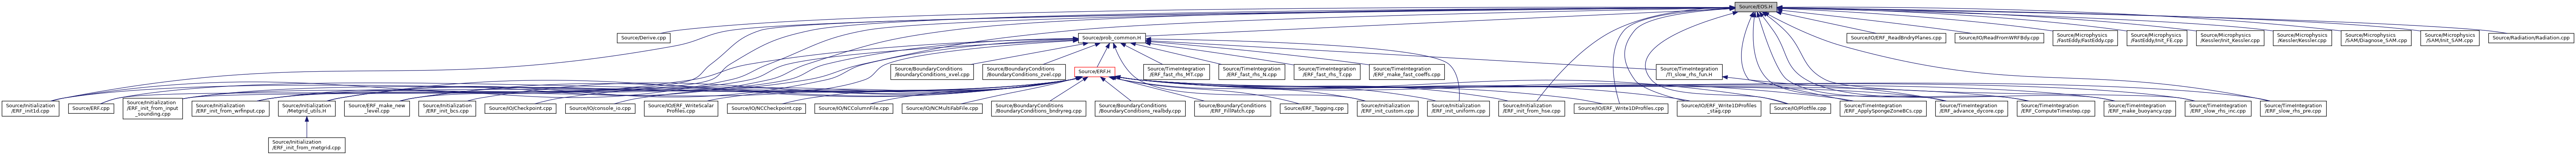 Source/EOS.H
Source/Derive.cpp
Source/prob_common.H
Source/IO/ERF_ReadBndryPlanes.cpp
Source/IO/ReadFromWRFBdy.cpp
Source/Microphysics
/FastEddy/FastEddy.cpp
Source/Microphysics
/FastEddy/Init_FE.cpp
Source/Microphysics
/Kessler/Init_Kessler.cpp
Source/Microphysics
/Kessler/Kessler.cpp
Source/Microphysics
/SAM/Diagnose_SAM.cpp
Source/Microphysics
/SAM/Init_SAM.cpp
Source/Radiation/Radiation.cpp
Source/BoundaryConditions
/BoundaryConditions_xvel.cpp
Source/BoundaryConditions
/BoundaryConditions_zvel.cpp
Source/ERF.H
Source/TimeIntegration
/ERF_fast_rhs_MT.cpp
Source/TimeIntegration
/ERF_fast_rhs_N.cpp
Source/TimeIntegration
/ERF_fast_rhs_T.cpp
Source/TimeIntegration
/ERF_make_fast_coeffs.cpp
Source/TimeIntegration
/TI_slow_rhs_fun.H
Source/Initialization
/ERF_init1d.cpp
Source/ERF.cpp
Source/Initialization
/ERF_init_from_input
_sounding.cpp
Source/Initialization
/ERF_init_from_wrfinput.cpp
Source/Initialization
/Metgrid_utils.H
Source/ERF_make_new
_level.cpp
Source/Initialization
/ERF_init_bcs.cpp
Source/IO/Checkpoint.cpp
Source/IO/console_io.cpp
Source/IO/ERF_WriteScalar
Profiles.cpp
Source/IO/NCCheckpoint.cpp
Source/IO/NCColumnFile.cpp
Source/IO/NCMultiFabFile.cpp
Source/BoundaryConditions
/BoundaryConditions_bndryreg.cpp
Source/BoundaryConditions
/BoundaryConditions_realbdy.cpp
Source/BoundaryConditions
/ERF_FillPatch.cpp
Source/ERF_Tagging.cpp
Source/Initialization
/ERF_init_custom.cpp
Source/Initialization
/ERF_init_uniform.cpp
Source/Initialization
/ERF_init_from_hse.cpp
Source/IO/ERF_Write1DProfiles.cpp
Source/IO/ERF_Write1DProfiles
_stag.cpp
Source/IO/Plotfile.cpp
Source/TimeIntegration
/ERF_ApplySpongeZoneBCs.cpp
Source/TimeIntegration
/ERF_advance_dycore.cpp
Source/TimeIntegration
/ERF_ComputeTimestep.cpp
Source/TimeIntegration
/ERF_make_buoyancy.cpp
Source/TimeIntegration
/ERF_slow_rhs_inc.cpp
Source/TimeIntegration
/ERF_slow_rhs_pre.cpp
Source/Initialization
/ERF_init_from_metgrid.cpp